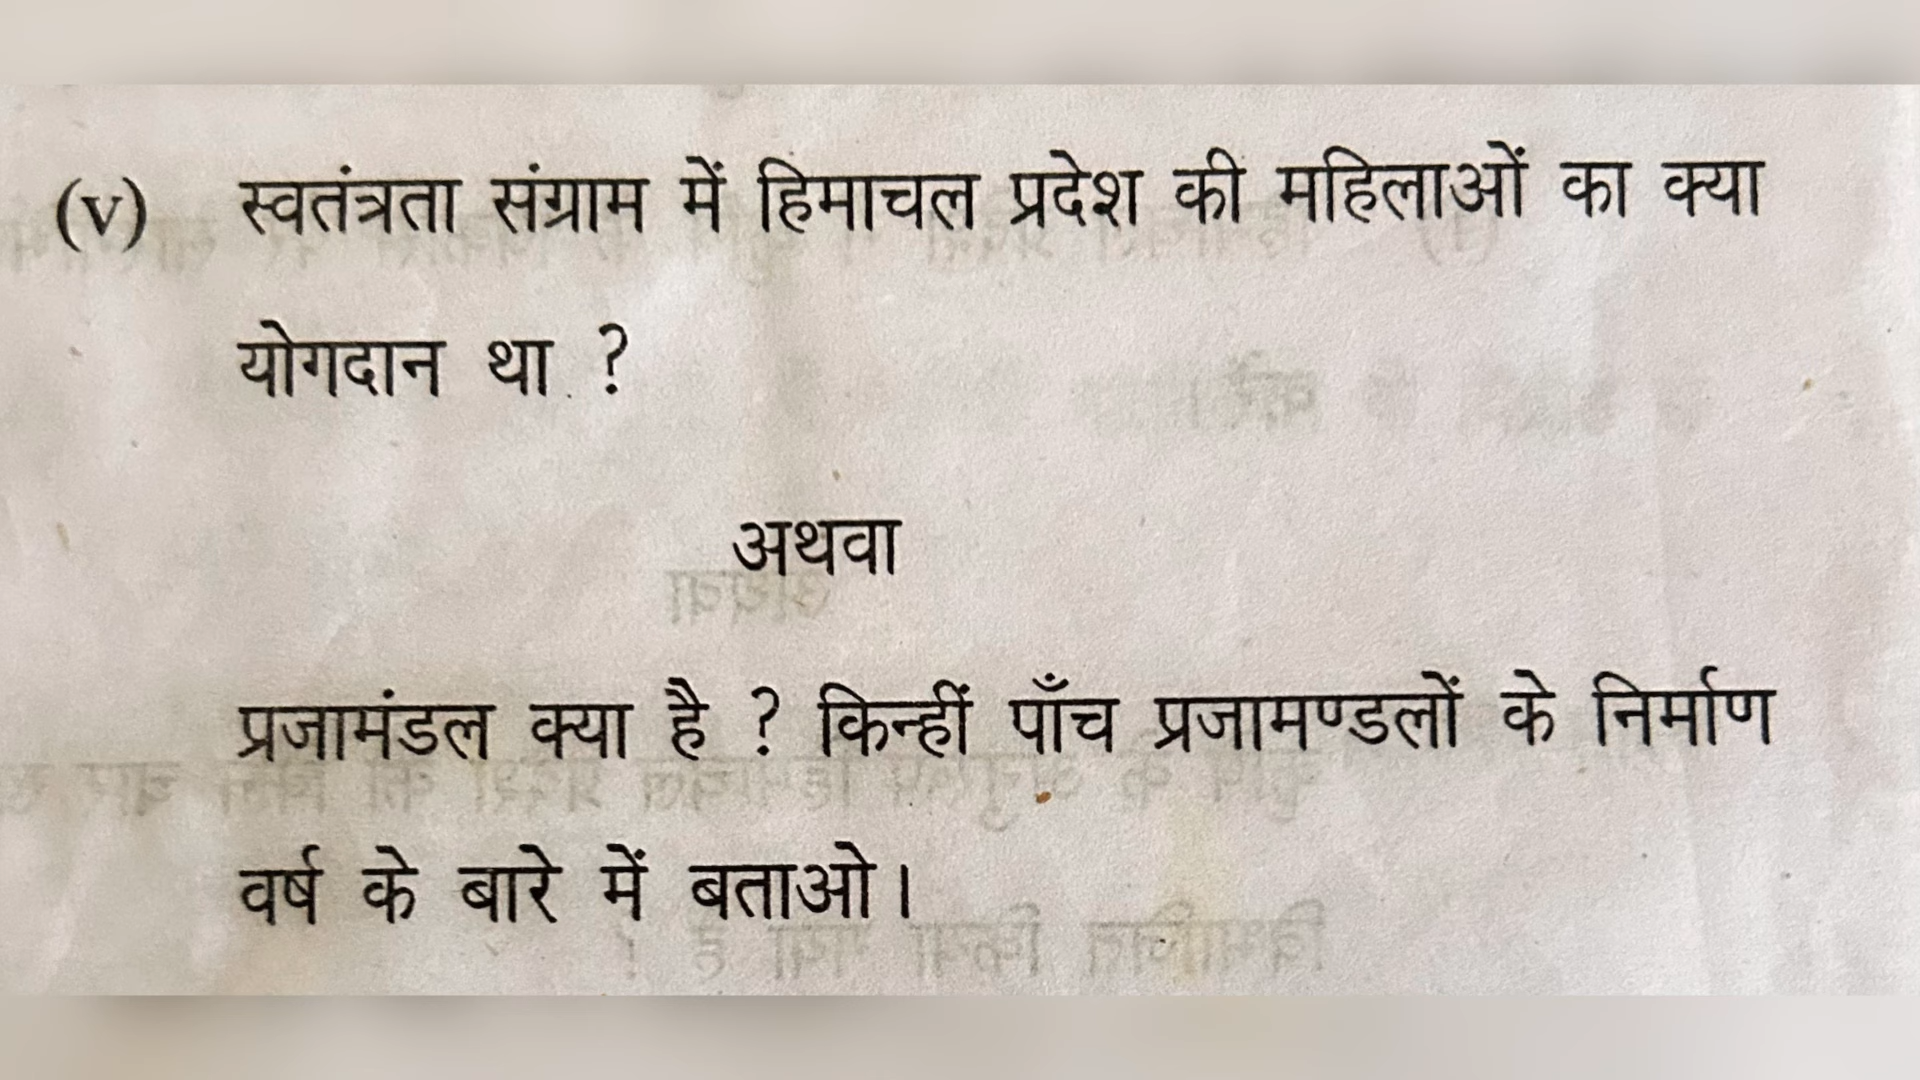 (v) स्वतंत्रता संग्राम में हिमाचल प्रदेश की महिलाओं का क्या
योगदान था ?
अथवा
प्रजामंडल क्या है ? किन्हीं पाँच प्रजामण्डलों के निर्माण
वर्ष के बारे में बताओ।